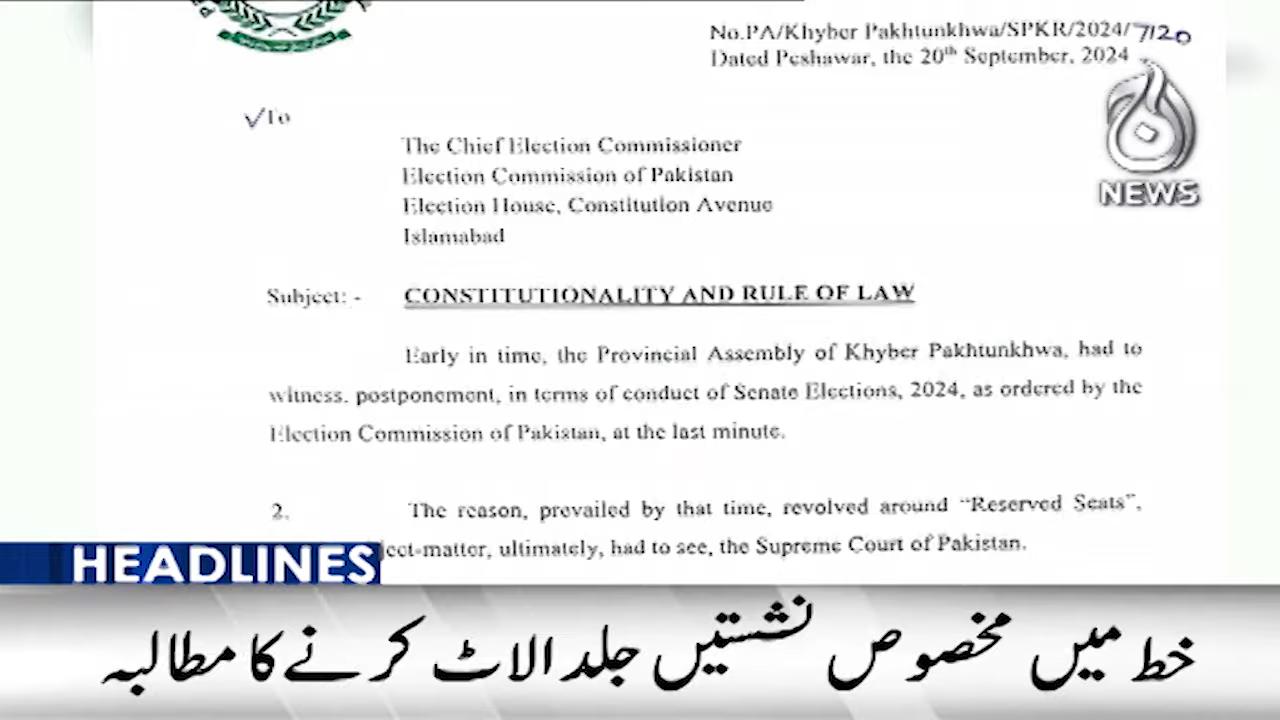 No.PA/Khyber Pakhtunkhwa/SPKR/2024/7120
Dated Peshawar, the 20th September, 2024
To
The Chief Election Commissioner
Election Commission of Pakistan
Election House, Constitution Avenue
Islamabad
NEWS
Subject: - CONSTITUTIONALITY AND RULE OF LAW
Early in time, the Provincial Assembly of Khyber Pakhtunkhwa, had to
witness, postponement, in terms of conduct of Senate Elections, 2024, as ordered by the
Election Commission of Pakistan, at the last minute.
2. The reason, prevailed by that time, revolved around “Reserved Seats”,
ject-matter, ultimately, had to see, the Supreme Court of Pakistan.
HEADLINES
خط میں مخصوص نشستیں جلد الاٹ کرنے کا مطالبہ